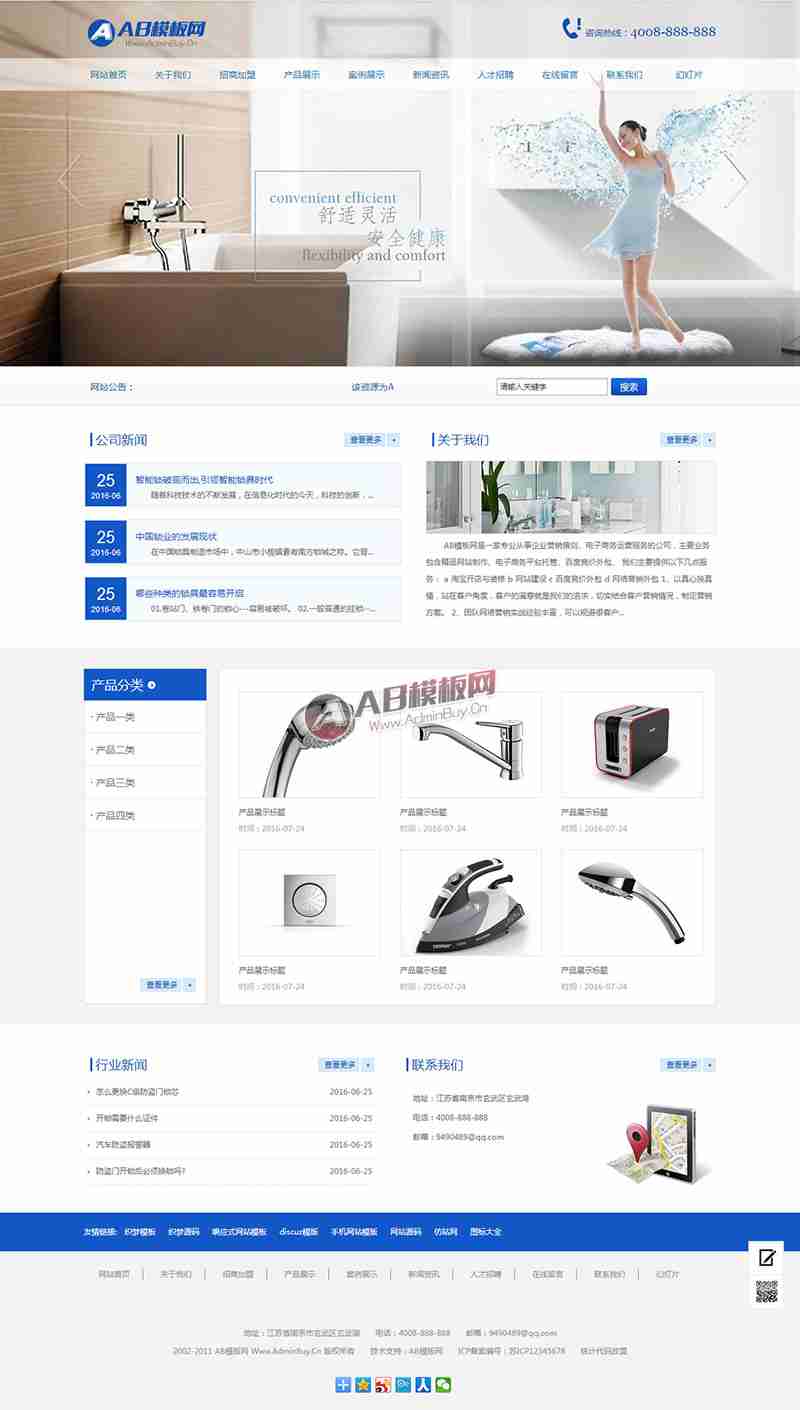 AB模板网
Www.AdminBuy.Cn
咨询热线：4008-888-888
网站首页 关于我们 招商加盟 产品展示 案例展示 新闻资讯 人才招聘 在线留言 联系我们 幻灯片
convenient efficient
舒适灵活
安全健康
flexibility and comfort
网站公告：
该资源为A
请输入关键字
搜索
公司新闻
查看更多
25
2016-06
智能锁破茧而出,引领智能锁具时代
随着科技技术的不断发展，在信息化时代的今天，科技的创新，...
25
2016-06
中国锁业的发展现状
在中国锁具制造市场中，中山市小榄镇素有南方锁城之称。它有...
25
2016-06
哪些种类的锁具最容易开启
01.卷站门、铁卷门的锁心---容易被破坏。 02.一般普通的挂锁---...
关于我们
查看更多
AB模板网是一家专业从事企业营销策划、电子商务运营服务的公司，主要业务
包含精品网站制作、电子商务平台托管、百度竞价外包。 我们主要提供以下几点服
务： a 淘宝开店与装修 b 网站建设 c 百度竞价外包 d 网络营销外包 1、以真心换真
情，站在客户角度，客户的满意就是我们的追求，切实结合客户营销情况，制定营销
方案。 2、团队网络营销实战经验丰富，可以规避很客户...
产品分类
· 产品一类
· 产品二类
· 产品三类
· 产品四类
查看更多
AB模板网
Www.AdminBuy.Cn
产品展示标题 产品展示标题 产品展示标题
时间：2016-07-24 时间：2016-07-24 时间：2016-07-24
产品展示标题 产品展示标题 产品展示标题
时间：2016-07-24 时间：2016-07-24 时间：2016-07-24
行业新闻
查看更多
怎么更换C级防盗门锁芯 2016-06-25
开锁需要什么证件 2016-06-25
汽车防盗报警器 2016-06-25
防盗门开锁后必须换锁吗? 2016-06-25
联系我们
查看更多
地址：江苏省南京市玄武区玄武湖
电话：4008-888-888
邮箱：9490489@qq.com
友情链接: 织梦模板 织梦源码 响应式网站模板 discuz模板 手机网站模板 网站源码 仿站网 图标大全
网站首页 关于我们 招商加盟 产品展示 案例展示 新闻资讯 人才招聘 在线留言 联系我们 幻灯片
地址：江苏省南京市玄武区玄武湖 电话：4008-888-888 邮箱：9490489@qq.com
2002-2011 AB模板网 Www.AdminBuy.Cn 版权所有 技术支持：AB模板网 ICP备案编号：苏ICP12345678 统计代码放置